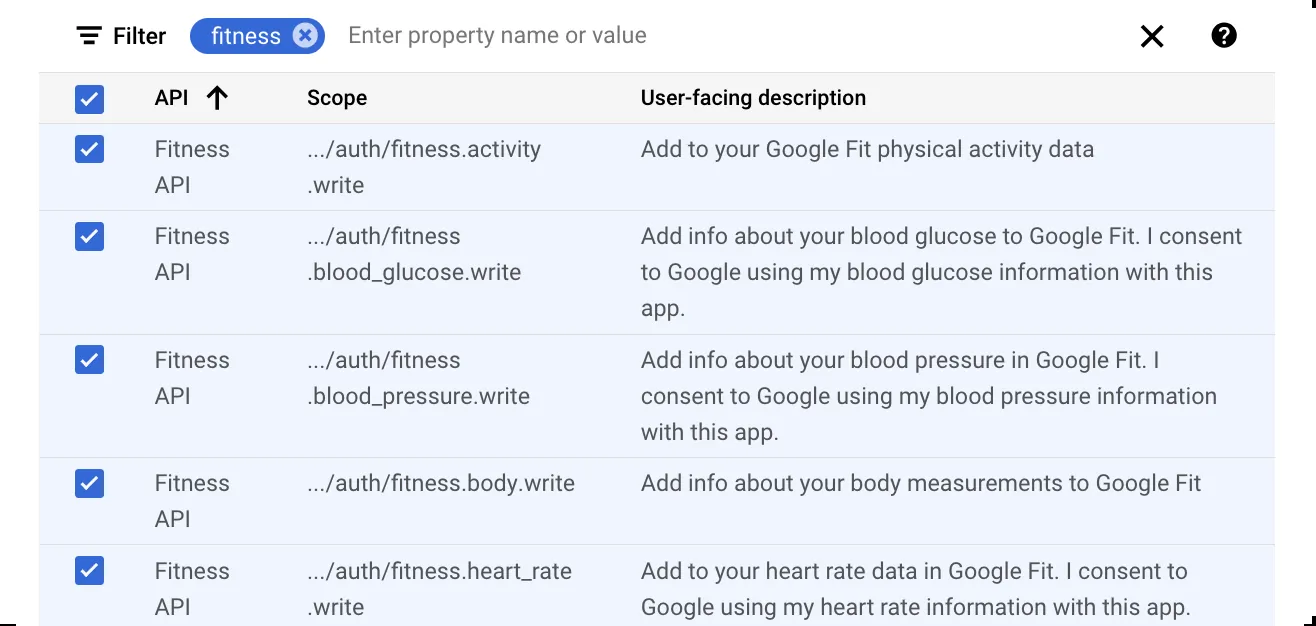 Filter fitness Enter property name or value
API Scope User-facing description
Fitness API .../auth/fitness.activity.write Add to your Google Fit physical activity data
Fitness API .../auth/fitness.blood_glucose.write Add info about your blood glucose to Google Fit. I consent to Google using my blood glucose information with this app.
Fitness API .../auth/fitness.blood_pressure.write Add info about your blood pressure in Google Fit. I consent to Google using my blood pressure information with this app.
Fitness API .../auth/fitness.body.write Add info about your body measurements to Google Fit
Fitness API .../auth/fitness.heart_rate.write Add to your heart rate data in Google Fit. I consent to Google using my heart rate information with this app.